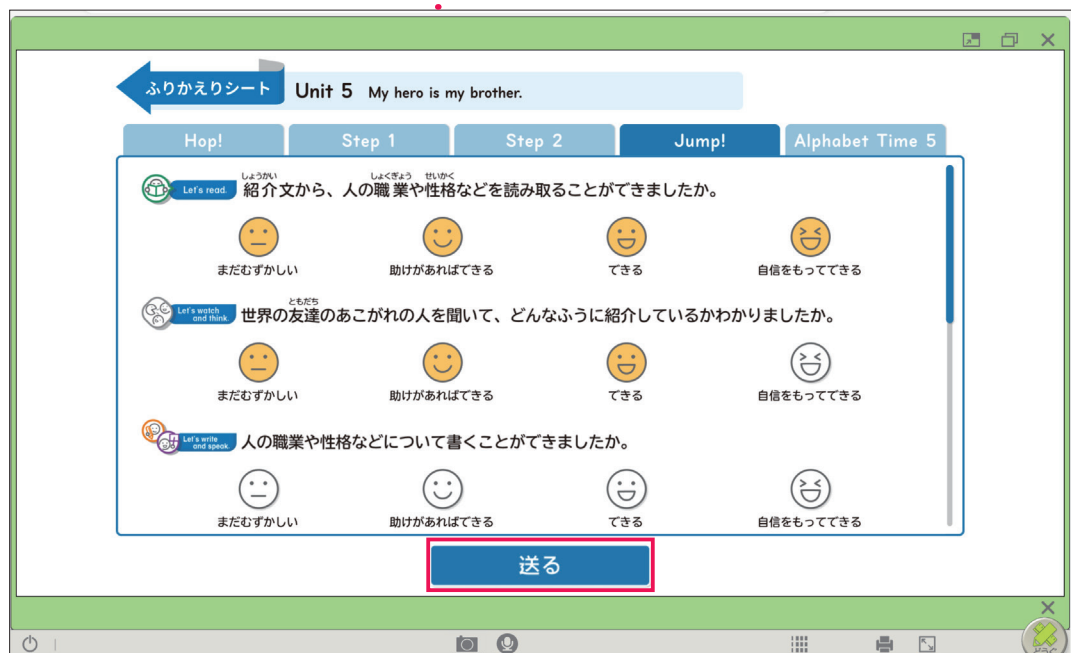 ふりかえりシート
Unit 5 My hero is my brother.
Hop! Step 1 Step 2 Jump! Alphabet Time 5
しょうかい しょくぎょう せいかく
Let's read. 紹介文から、人の職業や性格などを読み取ることができましたか。
まだむずかしい 助けがあればできる できる 自信をもってできる
ともだち
Let's watch and think. 世界の友達のあこがれの人を聞いて、どんなふうに紹介しているかわかりましたか。
まだむずかしい 助けがあればできる できる 自信をもってできる
Let's write and speak. 人の職業や性格などについて書くことができましたか。
まだむずかしい 助けがあればできる できる 自信をもってできる
送る